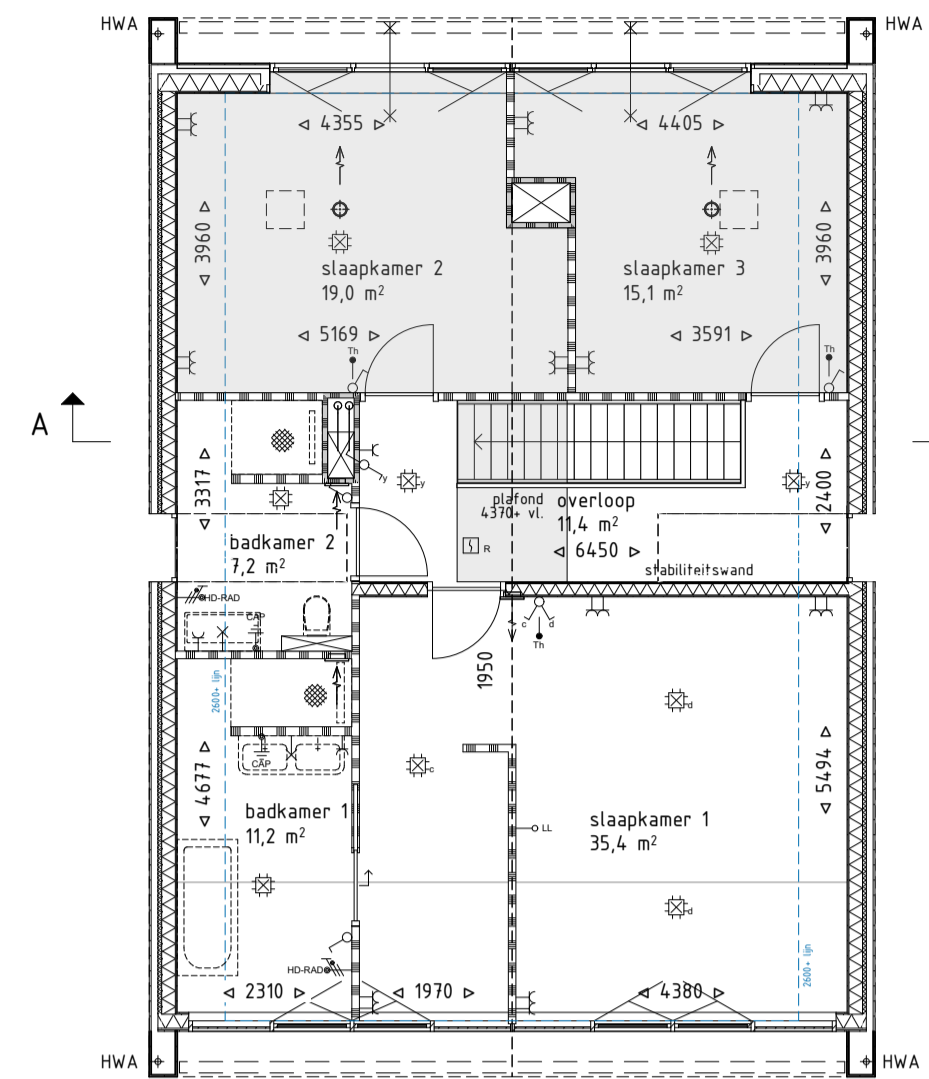 HWA
HWA
4355
4405
3960
3960
slaapkamer 2
19,0 m²
slaapkamer 3
15,1 m²
5169
3591
Th
Th
A
3317
2400
7y
y
y
plafond
4370+ vl.
overloop
11,4 m²
6450
R
badkamer 2
7,2 m²
stabiliteitswand
HD-RAD
CAP
c
d
Th
1950
2600+ lijn
d
CAP
c
4677
5494
badkamer 1
11,2 m²
slaapkamer 1
35,4 m²
LL
d
HD-RAD
2600+ lijn
2310
1970
4380
HWA
HWA